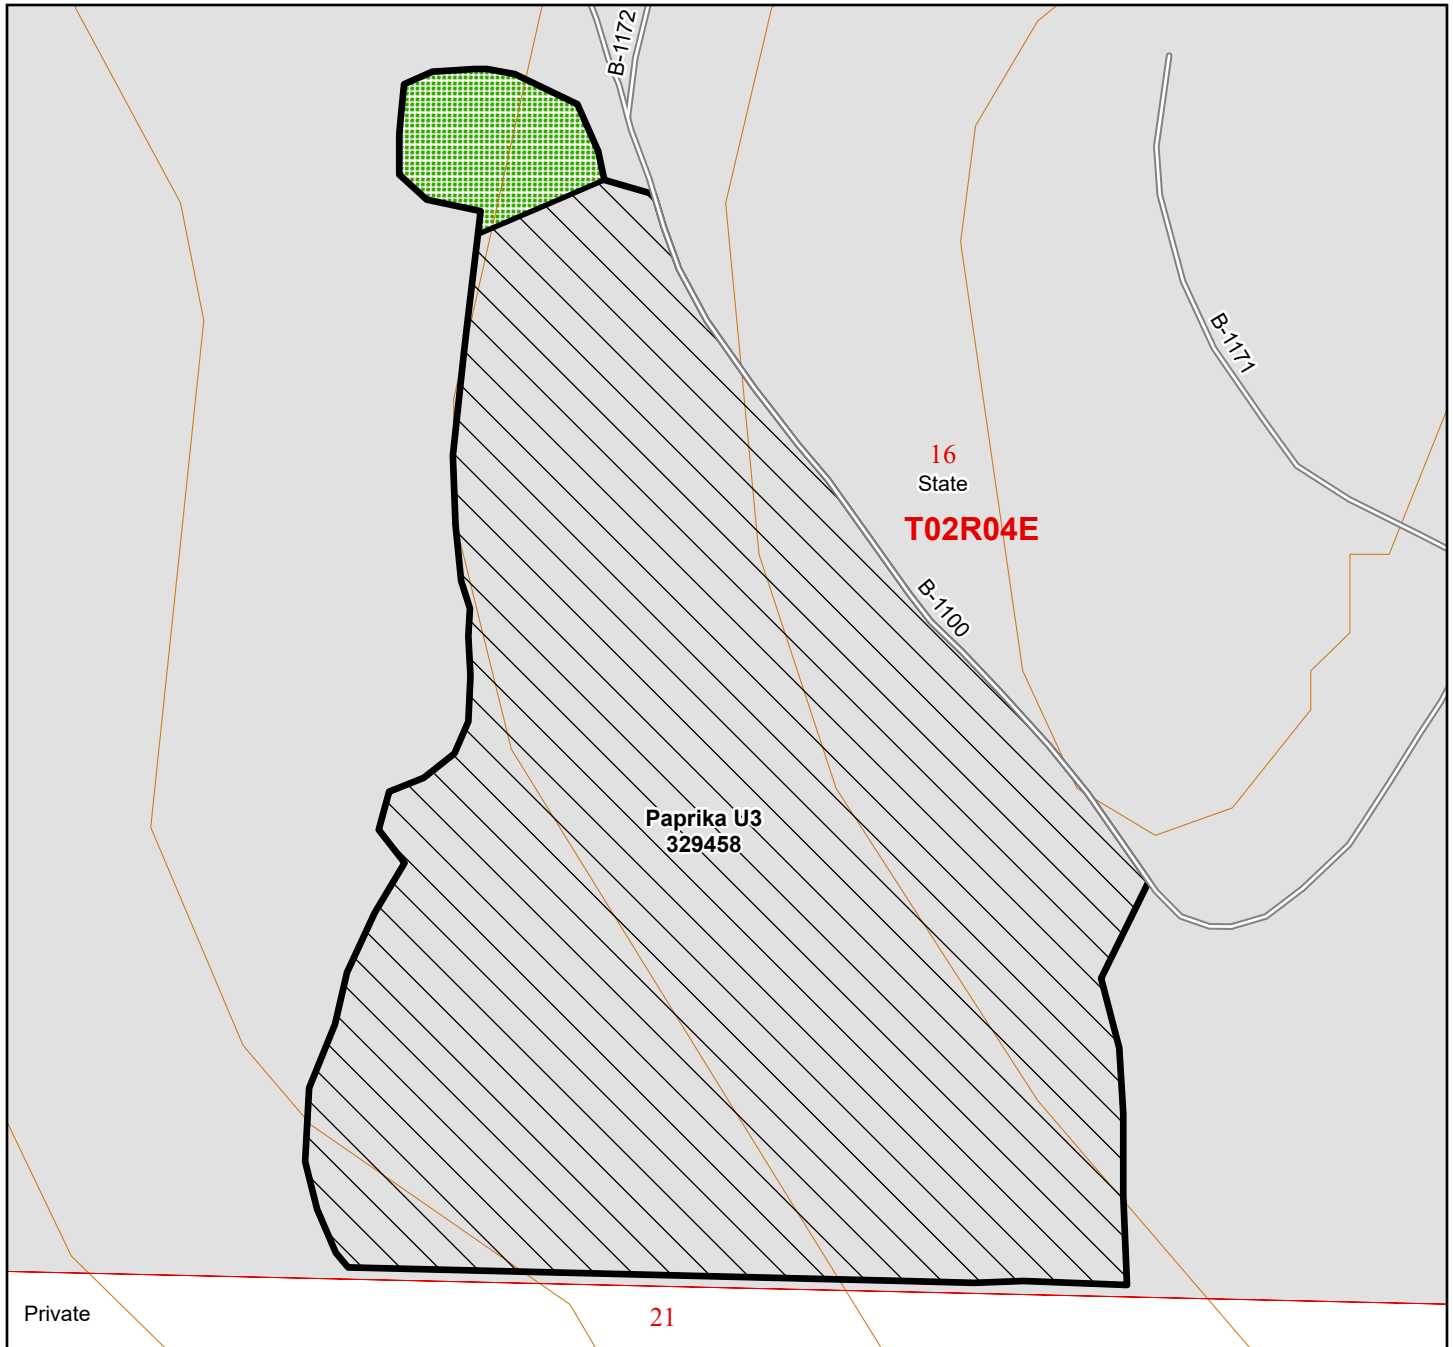 B-1172
B-1171
16
State
T02R04E
B-1100
Paprika U3
329458
Private
21